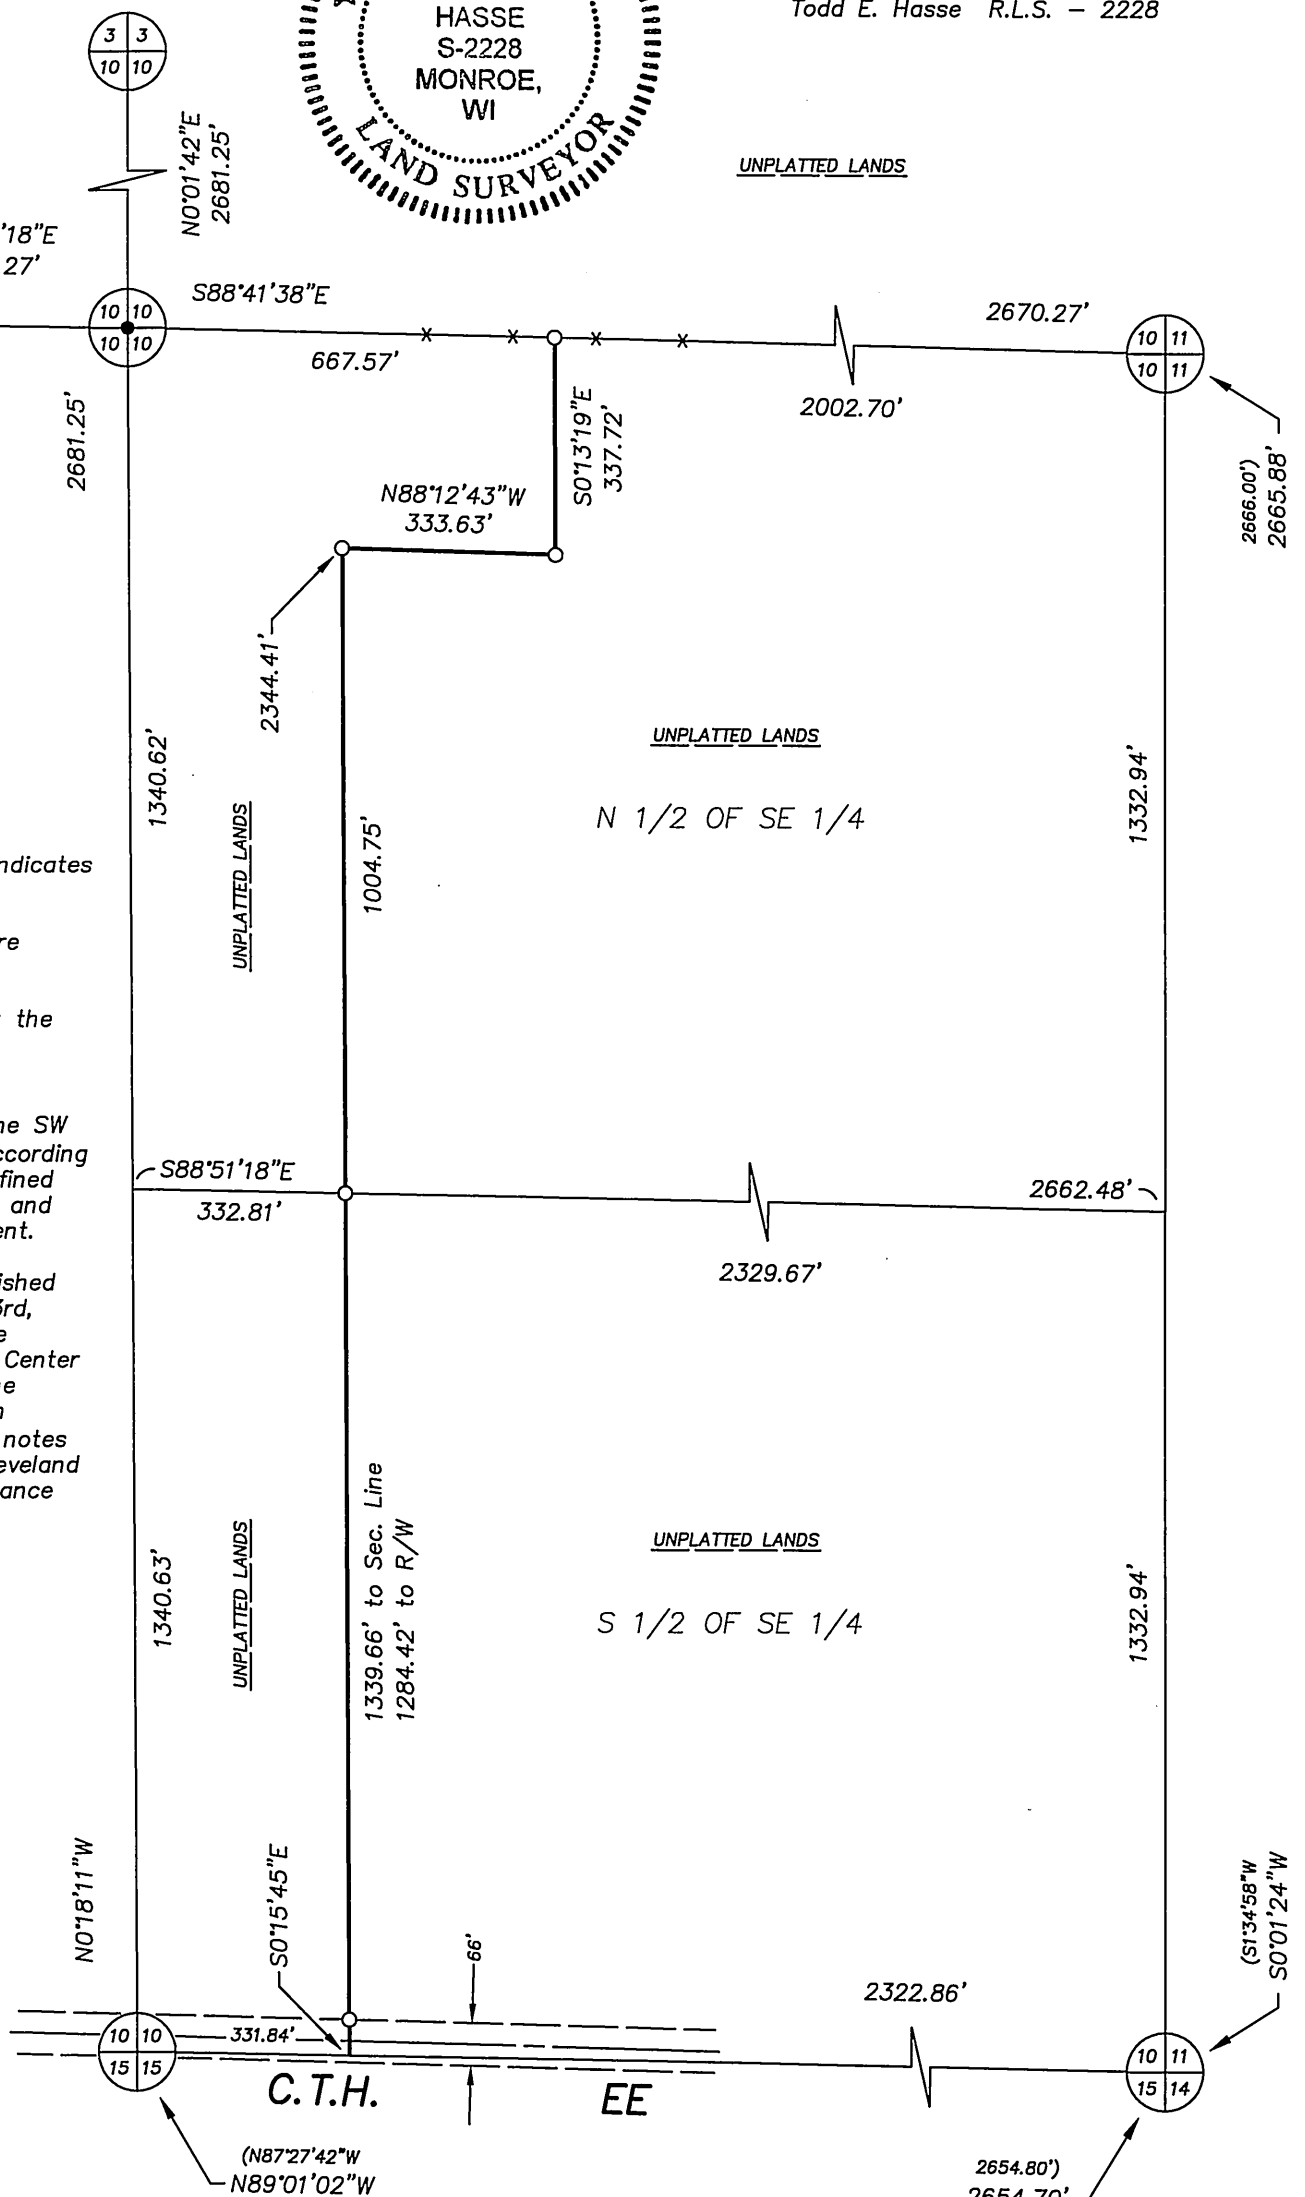 Todd E. Hasse R.L.S. – 2228
HASSE
S-2228
MONROE,
WI
LAND SURVEYOR
3 3
10 10
N0°01'42"E
2681.25'
UNPLATTED LANDS
'18"E
27'
10 10
10 10
S88°41'38"E
667.57'
2670.27'
2002.70'
10 11
10 11
2681.25'
S0°13'19"E
337.72'
N88°12'43"W
333.63'
2666.00')
2665.88'
2344.41'
1340.62'
UNPLATTED LANDS
1004.75'
UNPLATTED LANDS
N 1/2 OF SE 1/4
1332.94'
ndicates
re
the
ne SW
ccording
fined
and
ent.
ished
3rd,
e
Center
e
n
notes
eveland
ance
S88°51'18"E
332.81'
2662.48'
2329.67'
1340.63'
UNPLATTED LANDS
1339.66' to Sec. Line
1284.42' to R/W
UNPLATTED LANDS
S 1/2 OF SE 1/4
1332.94'
N0°18'11"W
S0°15'45"E
66'
2322.86'
(S1°34'58"W
S0°01'24"W
10 10
15 15
331.84'
C.T.H. EE
10 11
15 14
(N87°27'42"W
N89°01'02"W
2654.80')
2654.70'